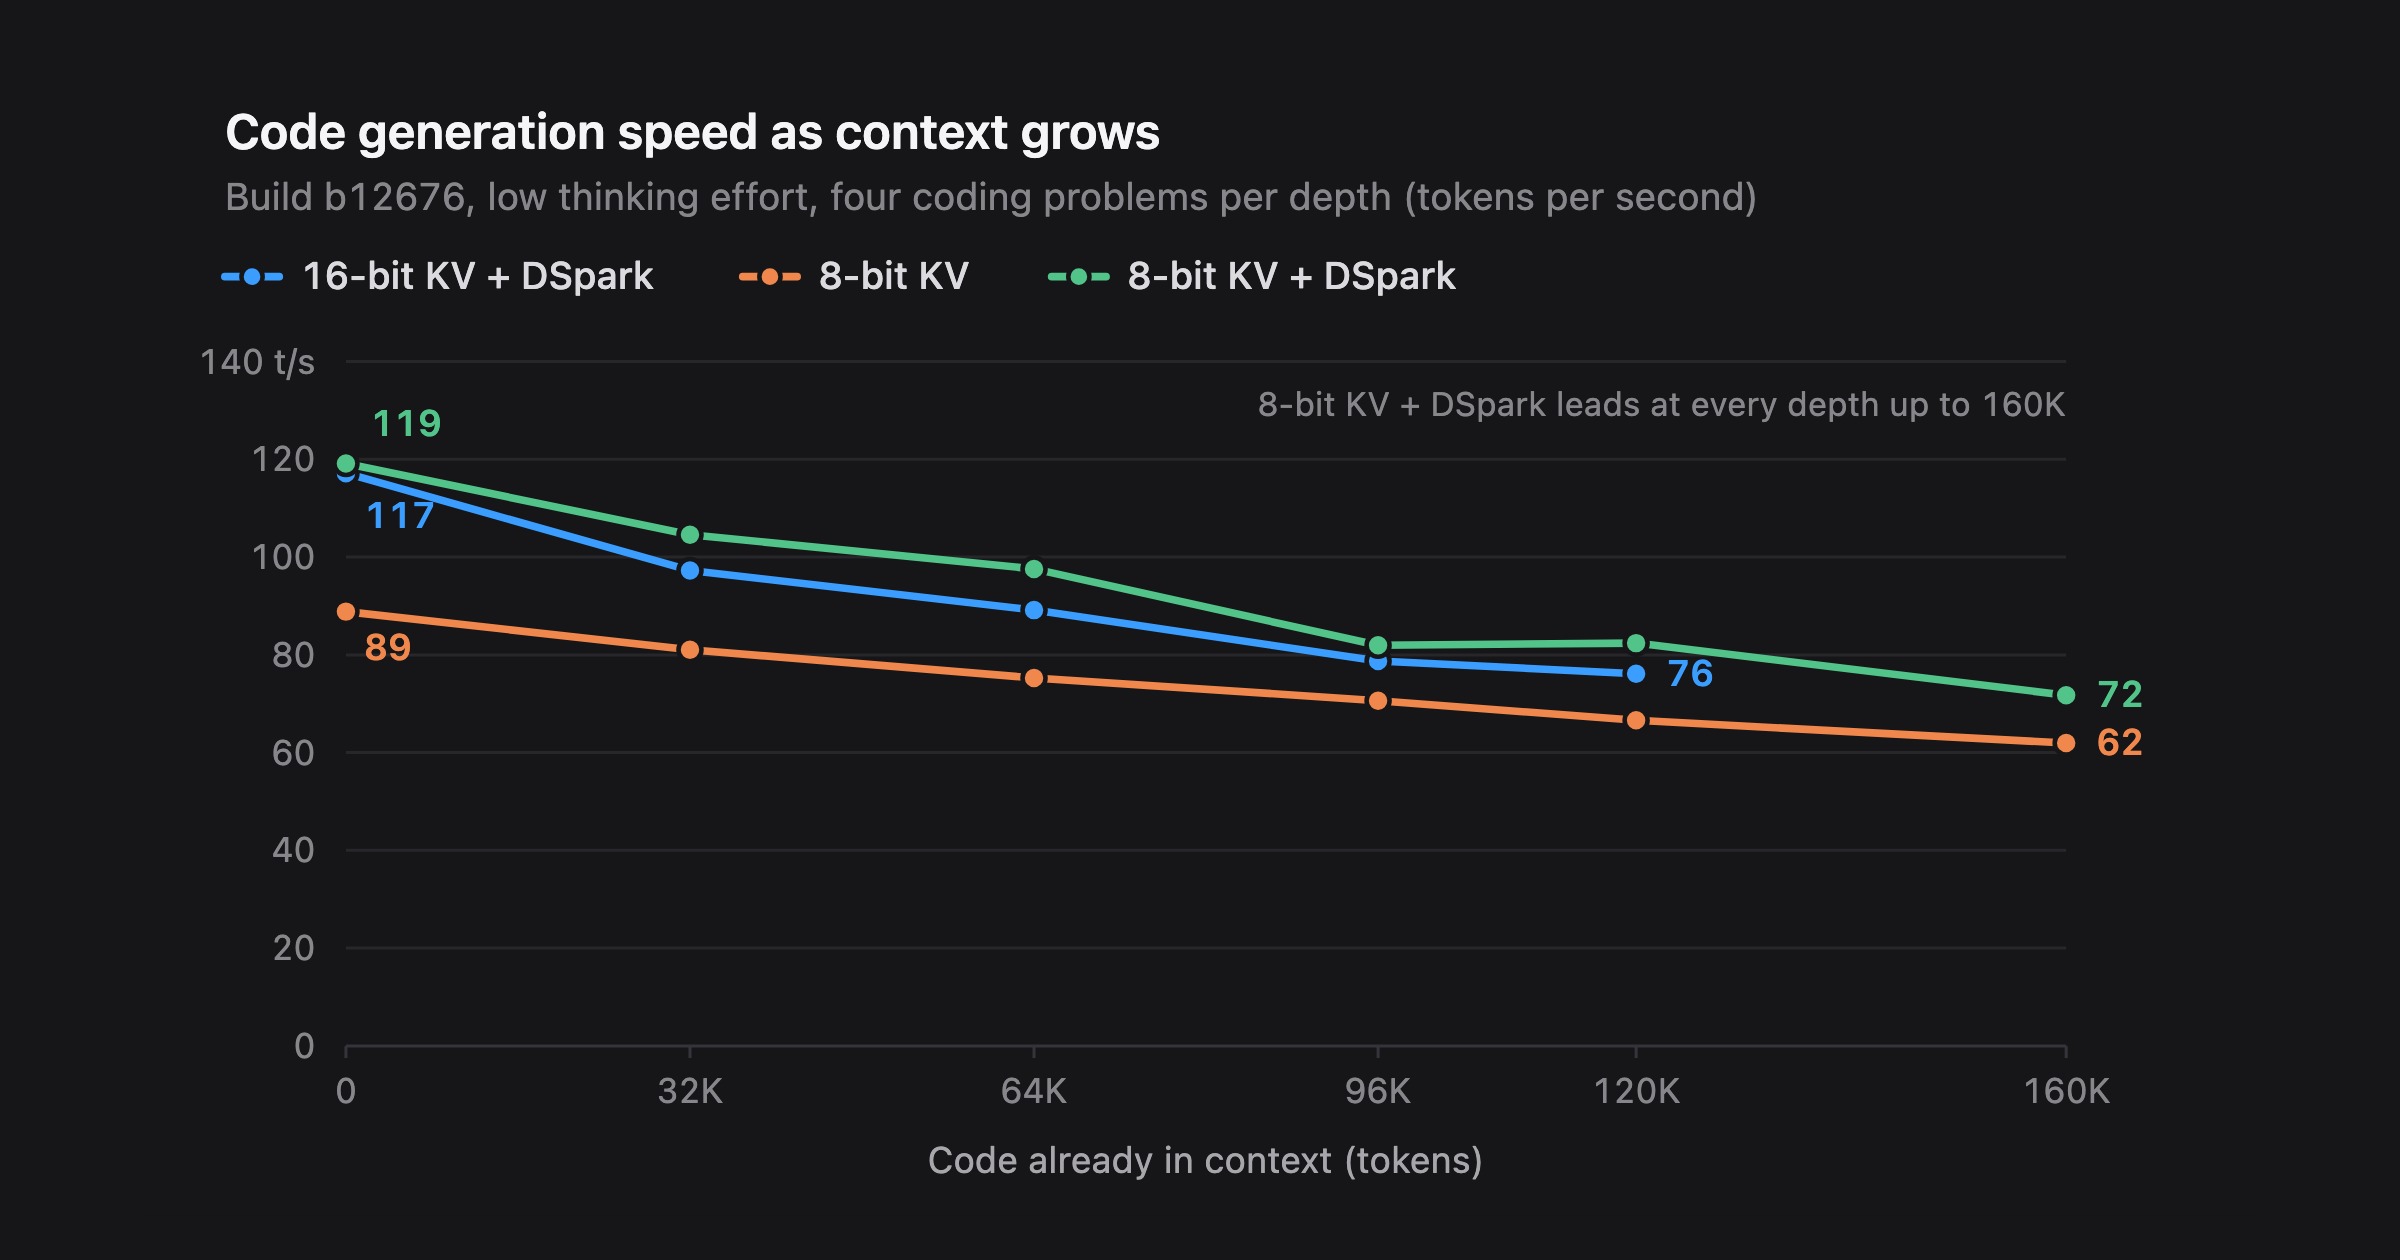 Code generation speed as context grows
Build b12676, low thinking effort, four coding problems per depth (tokens per second)
16-bit KV + DSpark 8-bit KV 8-bit KV + DSpark
140 t/s
8-bit KV + DSpark leads at every depth up to 160K
119
120
117
100
89
80
76
72
62
60
40
20
0
0 32K 64K 96K 120K 160K
Code already in context (tokens)